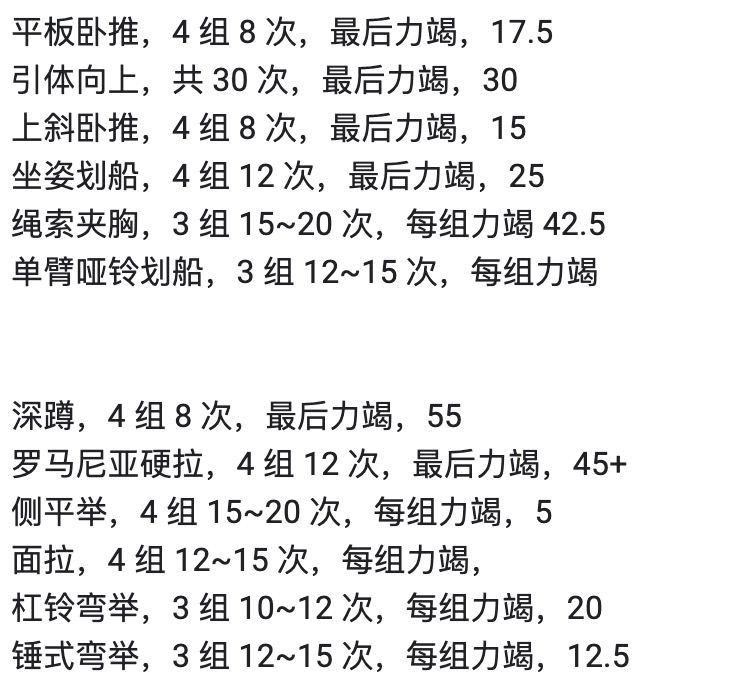 平板卧推，4 组 8 次，最后力竭，17.5
引体向上，共 30 次，最后力竭，30
上斜卧推，4 组 8 次，最后力竭，15
坐姿划船，4 组 12 次，最后力竭，25
绳索夹胸，3 组 15~20 次，每组力竭 42.5
单臂哑铃划船，3 组 12~15 次，每组力竭
深蹲，4 组 8 次，最后力竭，55
罗马尼亚硬拉，4 组 12 次，最后力竭，45+
侧平举，4 组 15~20 次，每组力竭，5
面拉，4 组 12~15 次，每组力竭，
杠铃弯举，3 组 10~12 次，每组力竭，20
锤式弯举，3 组 12~15 次，每组力竭，12.5